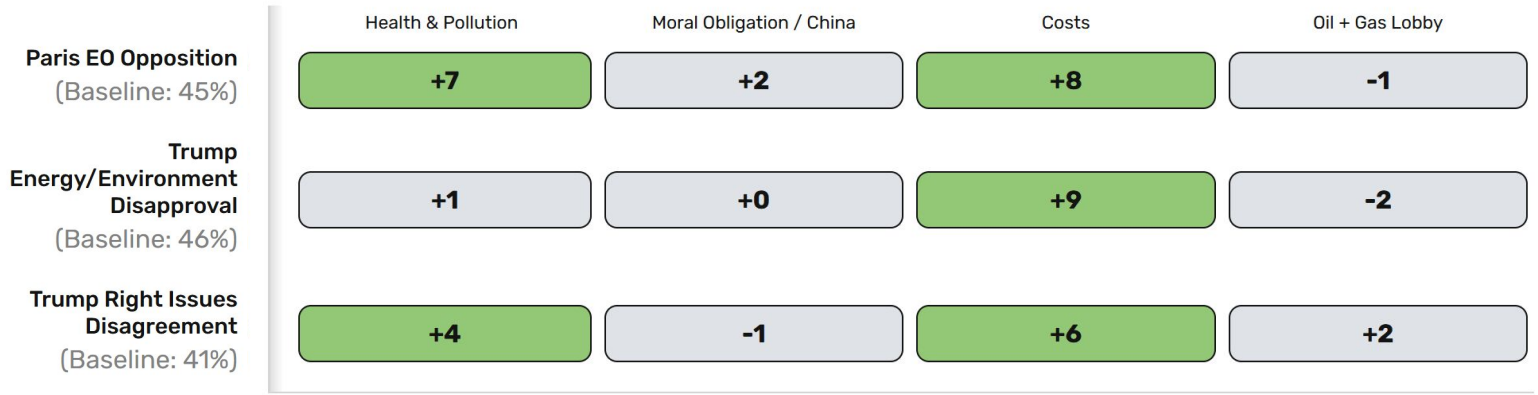 Health & Pollution
Moral Obligation / China
Costs
Oil + Gas Lobby
Paris EO Opposition
(Baseline: 45%)
+7
+2
+8
-1
Trump
Energy/Environment
Disapproval
(Baseline: 46%)
+1
+0
+9
-2
Trump Right Issues
Disagreement
(Baseline: 41%)
+4
-1
+6
+2